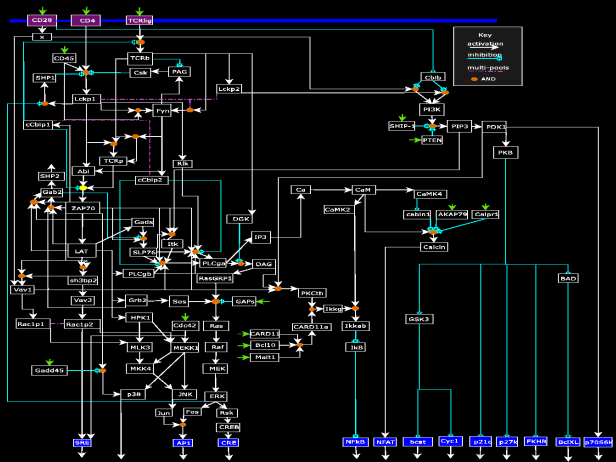 CD28 CD4 TCRlig
Key
activation
inhibition
multi-pools
AND
x
CD45 TCRb
Csk PAG
SHP1
Cblb
Lckp2
Lckp1
Fyn
PI3K
cCblp1
SHIP-1 PIP3 PDK1
PTEN
PKB
TCRp
Rlk
Abl
SHP2
cCblp2
Gab2
Ca CaM CaMK4
ZAP70
CaMK2
cabin1 AKAP79 Calpr1
Gads
DGK
IP3
Itk
Calcin
LAT
SLP76
PLCgb
PLCga DAG
RasGRP1
BAD
sh3bp2
Vav1
PKCth
Vav3
Grb2 Sos GAPs
Ikkg
HPK1
GSK3
Rac1p1 Rac1p2
Cdc42 Ras
CARD11a Ikkab
CARD11
MLK3 MEKK1 Raf
Bcl10
IkB
Malt1
Gadd45
MKK4
MEK
p38 JNK
ERK
Jun Fos Rsk
CREB
SRE AP1 CRE
NFkB NFAT bcat Cyc1 p21c p27k FKHR BclXL p70S6k